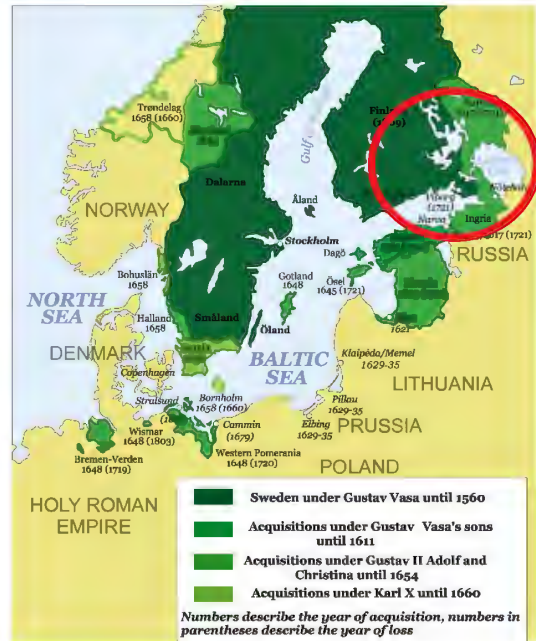 Trøndelag
1658 (1660)
Dalarna
NORWAY
Åland
Gulf
Stockholm
Finland
(1809)
Viborg
(1721)
Narva
Ingria
1617 (1721)
RUSSIA
Dagö
Ösel
1645 (1721)
1621
Bohuslän
1658
NORTH
SEA
Halland
1658
Småland
Gotland
1648
Öland
DENMARK
Copenhagen
BALTIC
SEA
Klaipėda/Memel
1629-35
LITHUANIA
Bornholm
1658 (1660)
Stralsund
Wismar
1648 (1803)
Cammin
(1679)
Pillau
1629-35
Elbing
1629-35
PRUSSIA
Bremen-Verden
1648 (1719)
Western Pomerania
1648 (1720)
POLAND
HOLY ROMAN
EMPIRE
Sweden under Gustav Vasa until 1560
Acquisitions under Gustav Vasa's sons
until 1611
Acquisitions under Gustav II Adolf and
Christina until 1654
Acquisitions under Karl X until 1660
Numbers describe the year of acquisition, numbers in
parentheses describe the year of loss